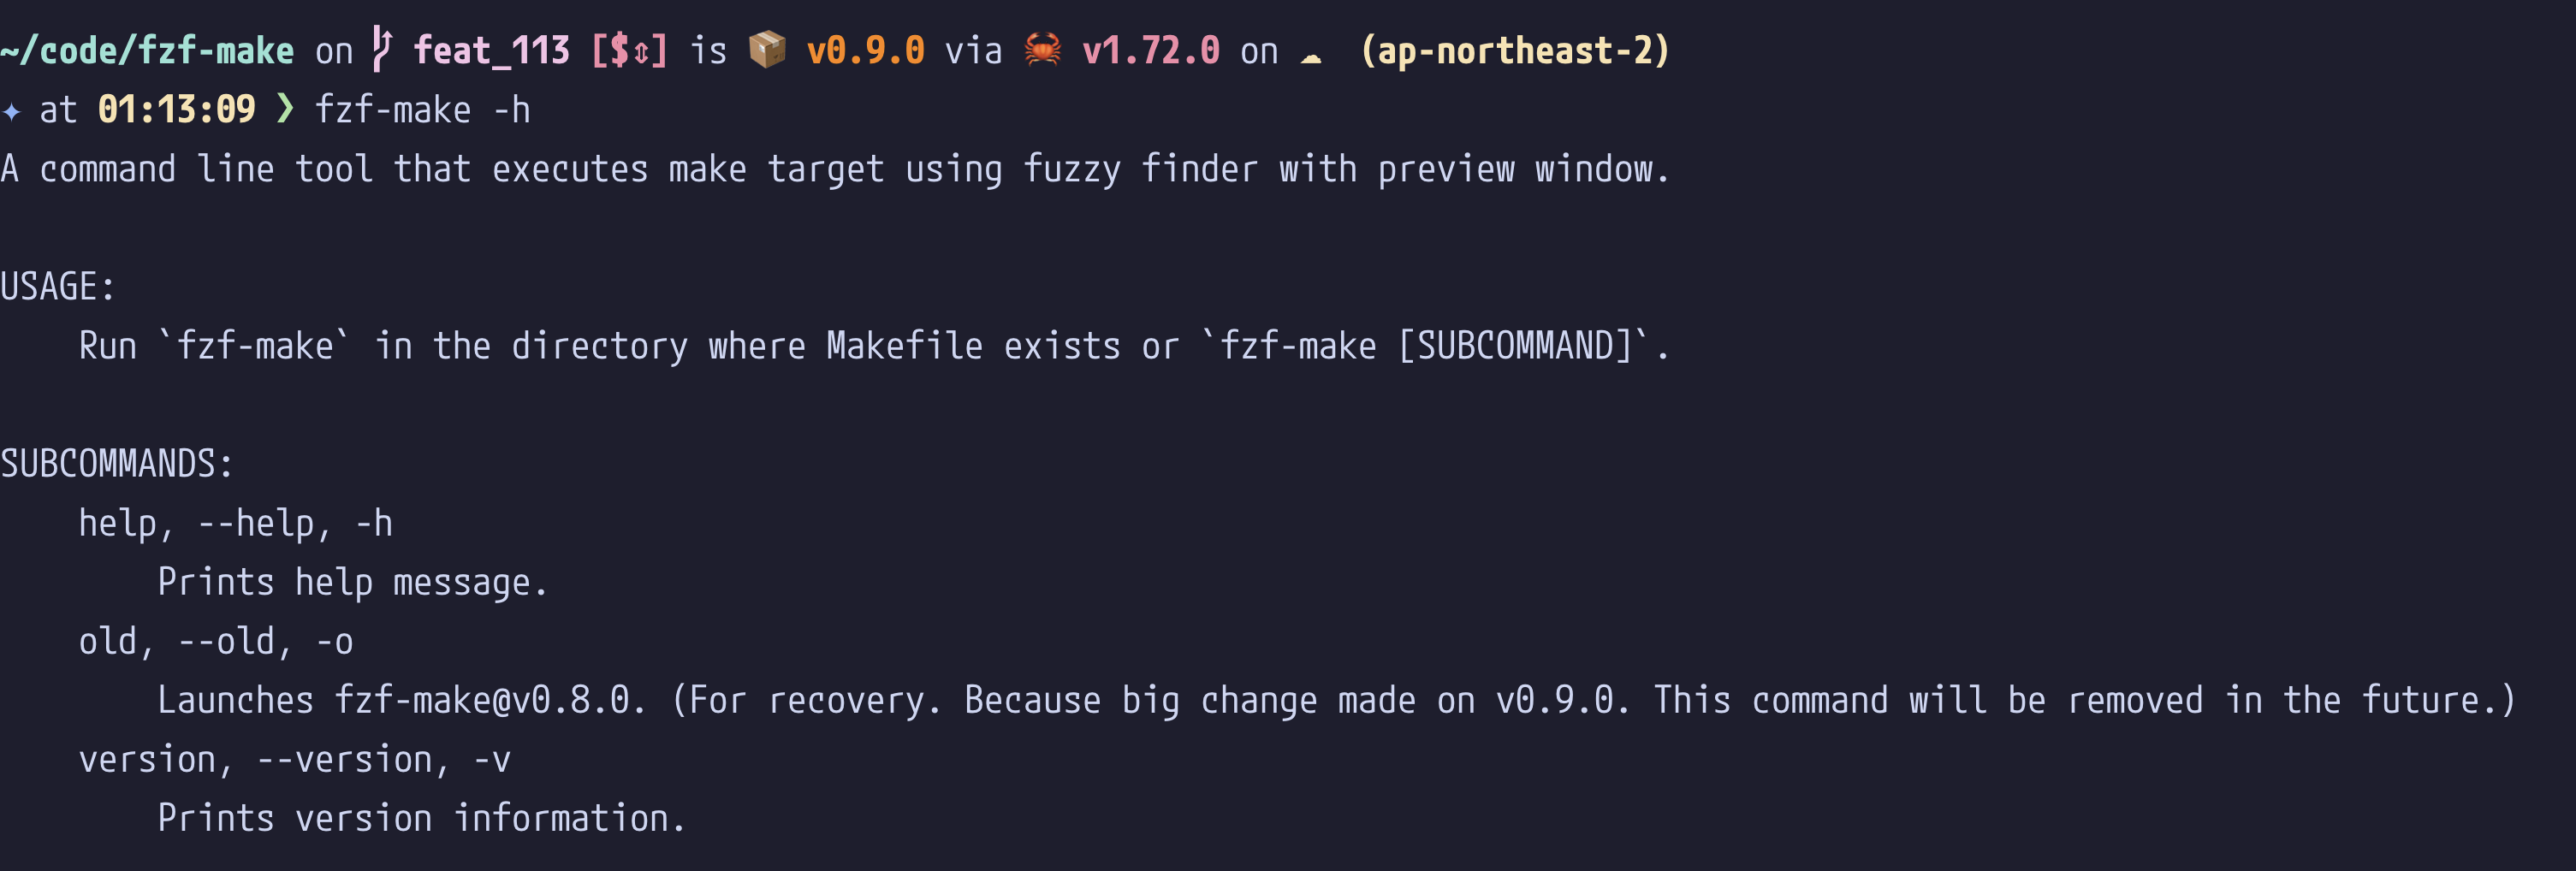 ~/code/fzf-make on feat_113 [$⇕] is 📦 v0.9.0 via 🦀 v1.72.0 on ☁ (ap-northeast-2)
✦ at 01:13:09 ❯ fzf-make -h
A command line tool that executes make target using fuzzy finder with preview window.
USAGE:
    Run `fzf-make` in the directory where Makefile exists or `fzf-make [SUBCOMMAND]`.
SUBCOMMANDS:
    help, --help, -h
        Prints help message.
    old, --old, -o
        Launches fzf-make@v0.8.0. (For recovery. Because big change made on v0.9.0. This command will be removed in the future.)
    version, --version, -v
        Prints version information.